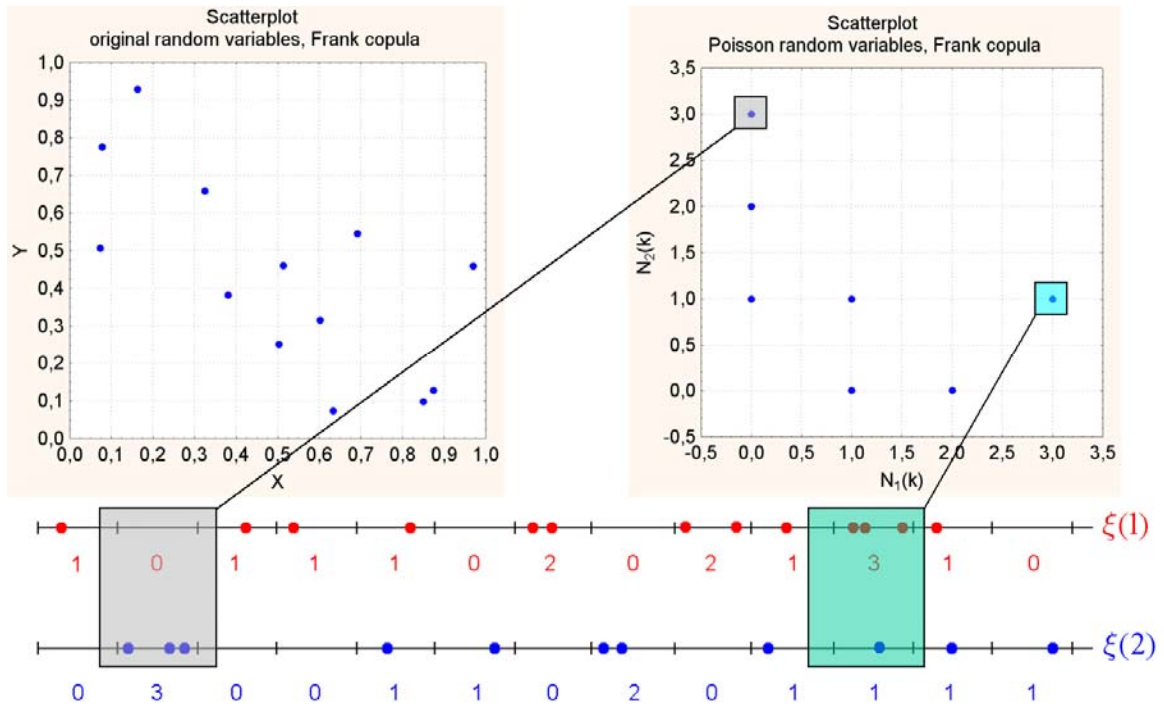 Scatterplot
original random variables, Frank copula
1,0
0,9
0,8
0,7
0,6
0,5
0,4
0,3
0,2
0,1
0,0
Y
0,0 0,1 0,2 0,3 0,4 0,5 0,6 0,7 0,8 0,9 1,0
X
Scatterplot
Poisson random variables, Frank copula
3,5
3,0
2,5
2,0
1,5
1,0
0,5
0,0
-0,5
N₂(k)
-0,5 0,0 0,5 1,0 1,5 2,0 2,5 3,0 3,5
N₁(k)
ξ(1)
1 0 1 1 1 0 2 0 2 1 3 1 0
ξ(2)
0 3 0 0 1 1 0 2 0 1 1 1 1